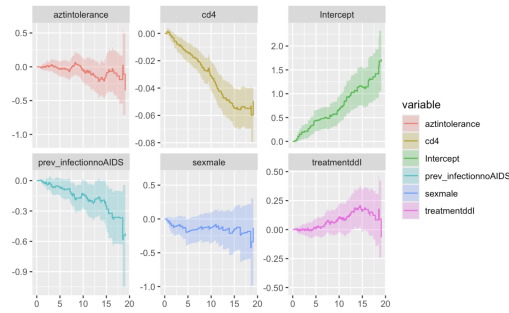 aztintolerance
cd4
Intercept
0.5
0.0
-0.5
-1.0
0.00
-0.02
-0.04
-0.06
-0.08
2.0
1.5
1.0
0.5
0.0
prev_infectionnoAIDS
sexmale
treatmentddI
0.0
-0.3
-0.6
-0.9
0.5
0.0
-0.5
-1.0
0.50
0.25
0.00
-0.25
-0.50
0 5 10 15 20
0 5 10 15 20
0 5 10 15 20
variable
aztintolerance
cd4
Intercept
prev_infectionnoAIDS
sexmale
treatmentddI